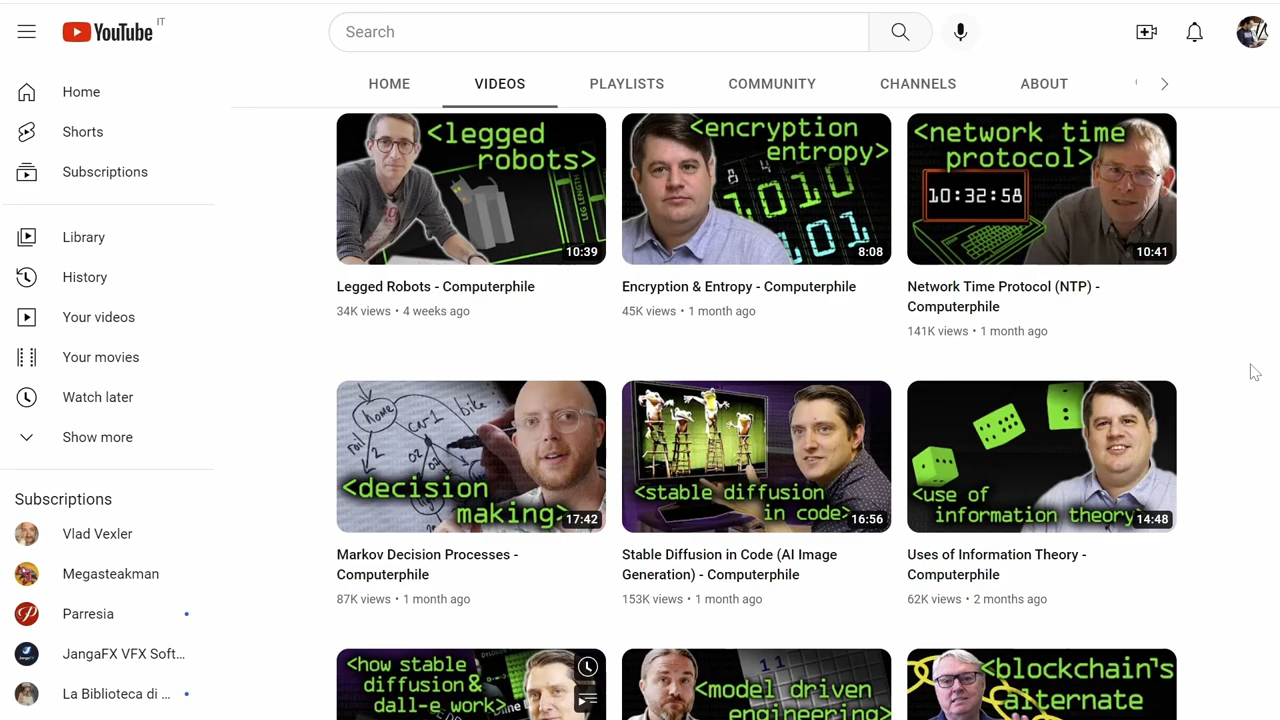 YouTube IT
Search
HOME VIDEOS PLAYLISTS COMMUNITY CHANNELS ABOUT
Home
Shorts
Subscriptions
Library
History
Your videos
Your movies
Watch later
Show more
Subscriptions
Vlad Vexler
Megasteakman
Parresia
JangaFX VFX Soft...
La Biblioteca di ...
<legged
robots>
10:39
Legged Robots - Computerphile
34K views • 4 weeks ago
<encryption
entropy>
1010
101
8:08
Encryption & Entropy - Computerphile
45K views • 1 month ago
<network time
protocol>
10:32:58
10:41
Network Time Protocol (NTP) -
Computerphile
141K views • 1 month ago
home
car
bike
<decision
making>
17:42
Markov Decision Processes -
Computerphile
87K views • 1 month ago
<stable diffusion
in code>
16:56
Stable Diffusion in Code (AI Image
Generation) - Computerphile
153K views • 1 month ago
<use of
information theory>
14:48
Uses of Information Theory -
Computerphile
62K views • 2 months ago
<how stable
diffusion &
dall-e work>
<model driven
engineering>
<blockchain's
alternate